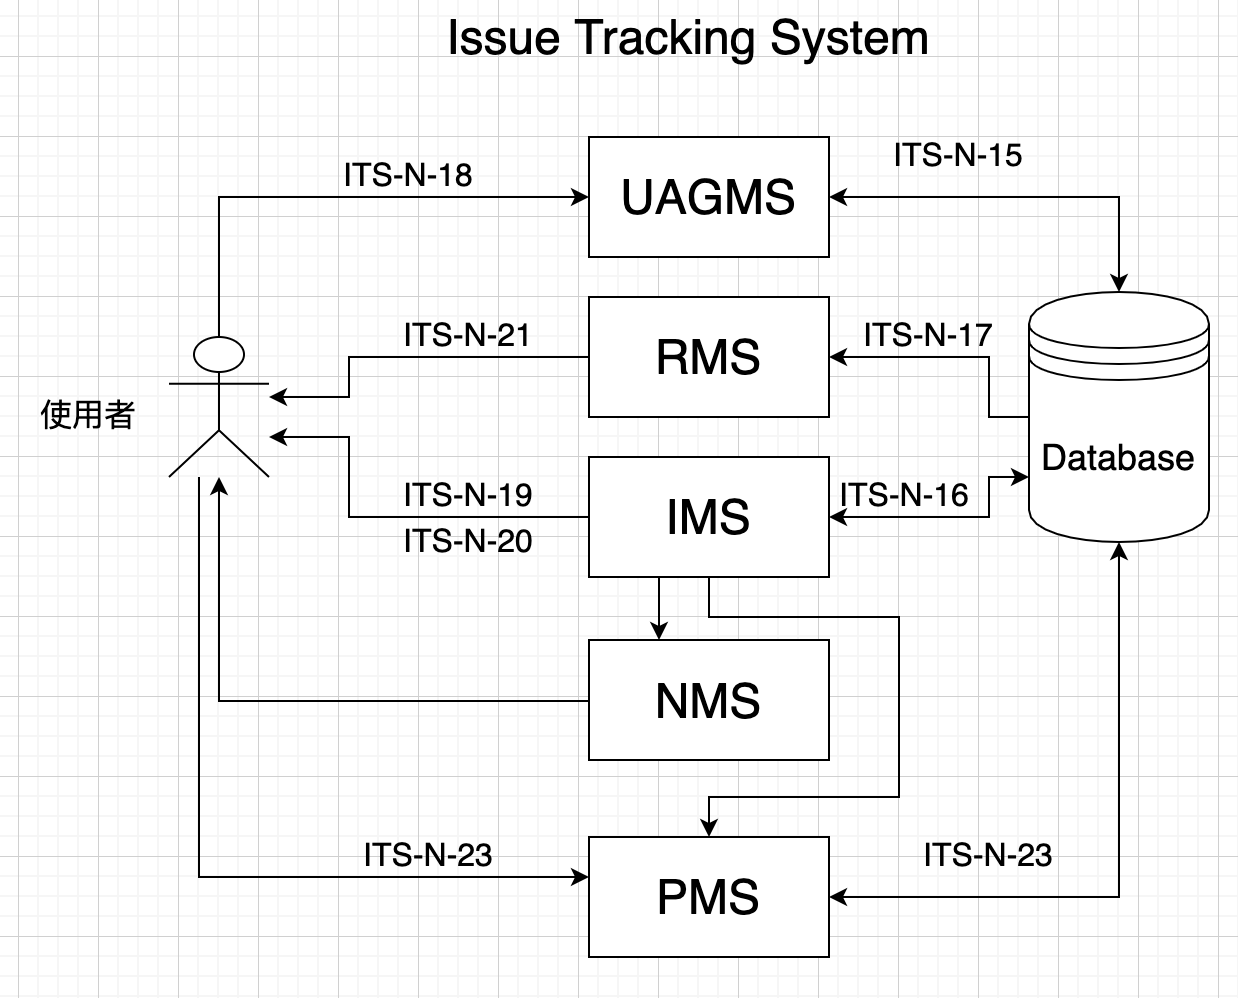 Issue Tracking System
ITS-N-18
UAGMS
ITS-N-15
ITS-N-21
RMS
ITS-N-17
使用者
Database
ITS-N-19
ITS-N-20
IMS
ITS-N-16
NMS
ITS-N-23
PMS
ITS-N-23